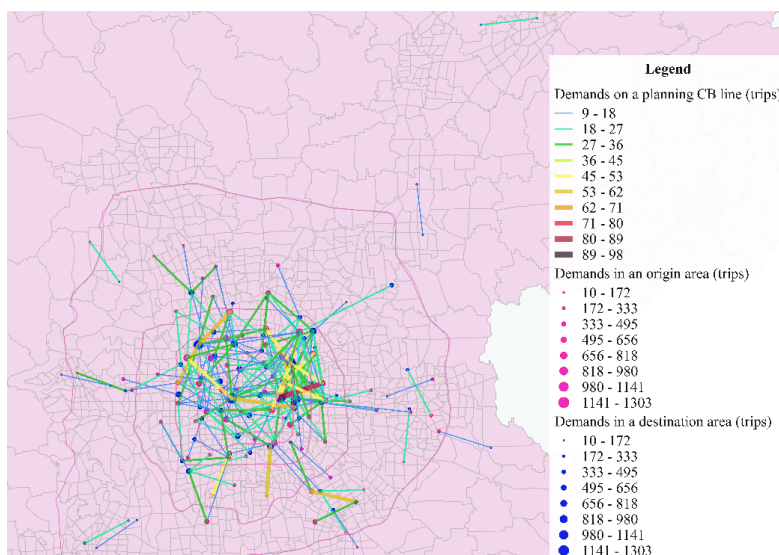 Legend
Demands on a planning CB line (trips)
9 - 18
18 - 27
27 - 36
36 - 45
45 - 53
53 - 62
62 - 71
71 - 80
80 - 89
89 - 98
Demands in an origin area (trips)
10 - 172
172 - 333
333 - 495
495 - 656
656 - 818
818 - 980
980 - 1141
1141 - 1303
Demands in a destination area (trips)
10 - 172
172 - 333
333 - 495
495 - 656
656 - 818
818 - 980
980 - 1141
1141 - 1303